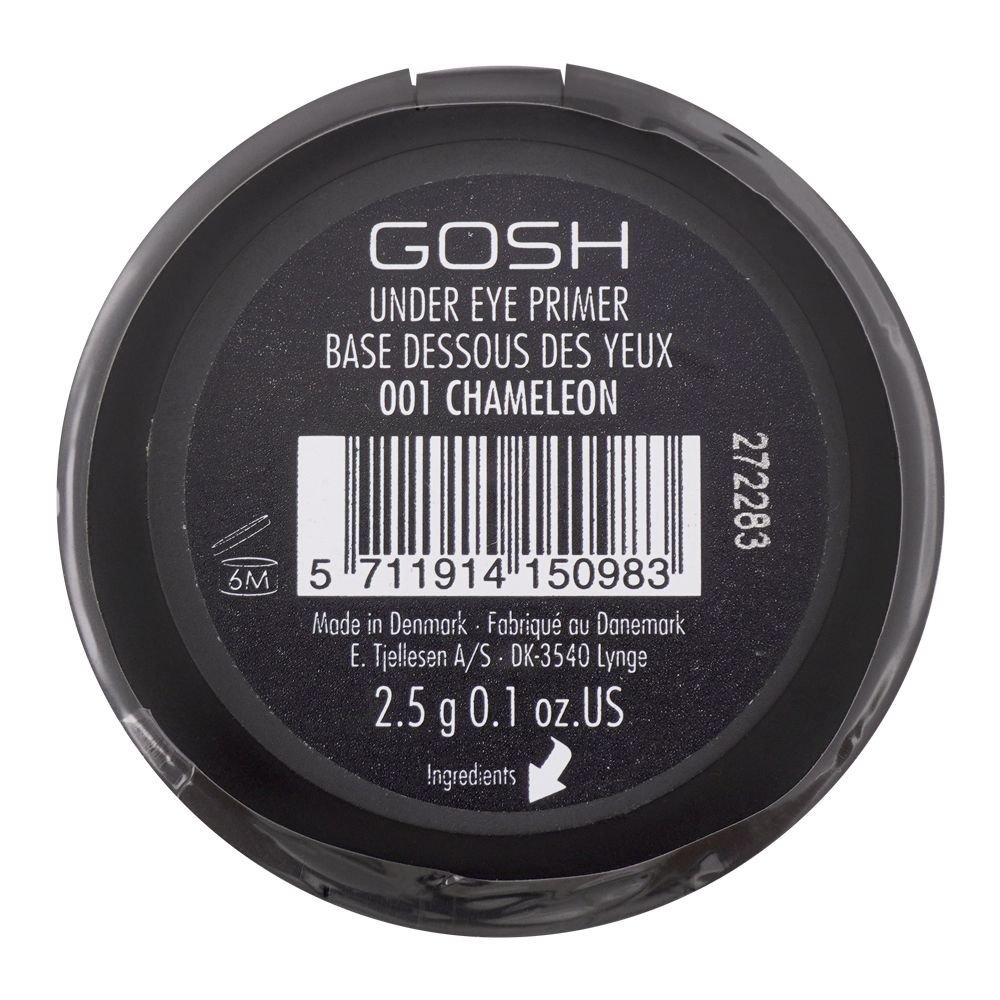 GOSH
UNDER EYE PRIMER
BASE DESSOUS DES YEUX
001 CHAMELEON
272283
5 711914 150983
6M
Made in Denmark · Fabriqué au Danemark
E. Tjellesen A/S · DK-3540 Lynge
2.5 g 0.1 oz.US
Ingredients